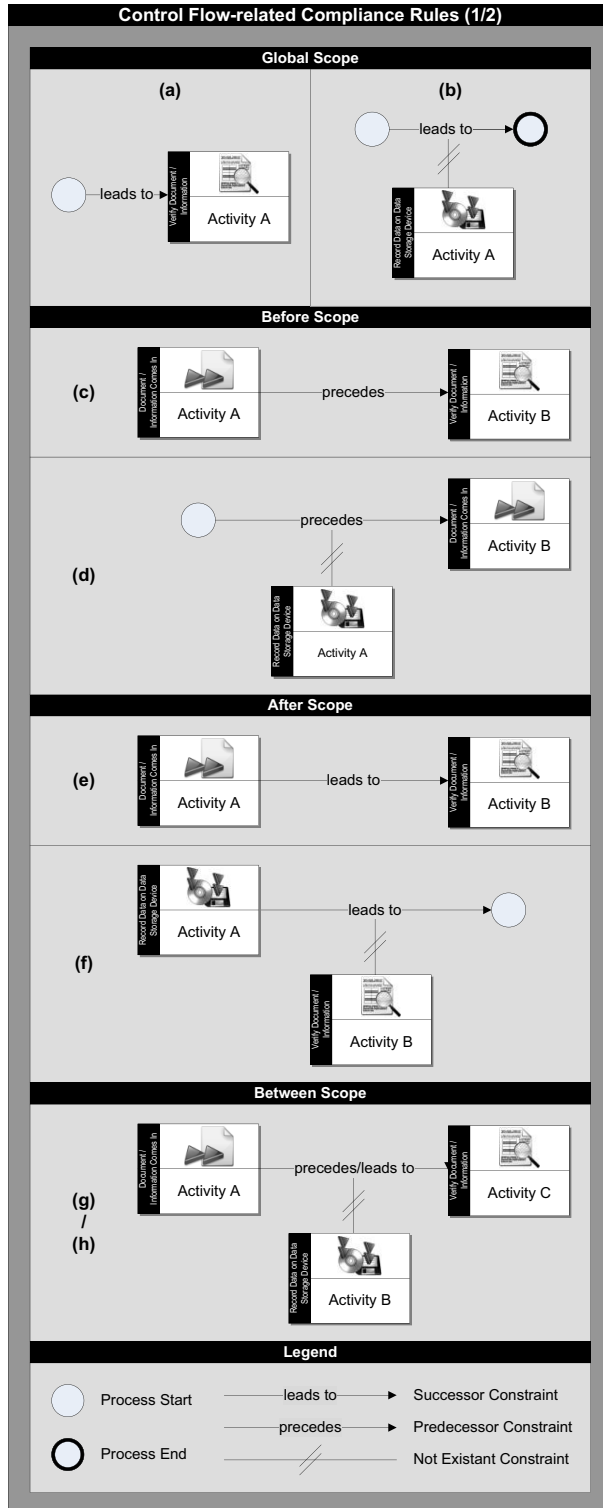 Control Flow-related Compliance Rules (1/2)
Global Scope
(a)
leads to
Verify Document /
Information
Activity A
(b)
leads to
Record Data on Data
Storage Device
Activity A
Before Scope
(c)
Document /
Information Comes In
Activity A
precedes
Verify Document /
Information
Activity B
(d)
precedes
Document /
Information Comes In
Activity B
Record Data on Data
Storage Device
Activity A
After Scope
(e)
Document /
Information Comes In
Activity A
leads to
Verify Document /
Information
Activity B
(f)
Record Data on Data
Storage Device
Activity A
leads to
Verify Document /
Information
Activity B
Between Scope
(g)
/
(h)
Document /
Information Comes In
Activity A
precedes/leads to
Verify Document /
Information
Activity C
Record Data on Data
Storage Device
Activity B
Legend
Process Start
leads to
Successor Constraint
precedes
Predecessor Constraint
Process End
Not Existant Constraint